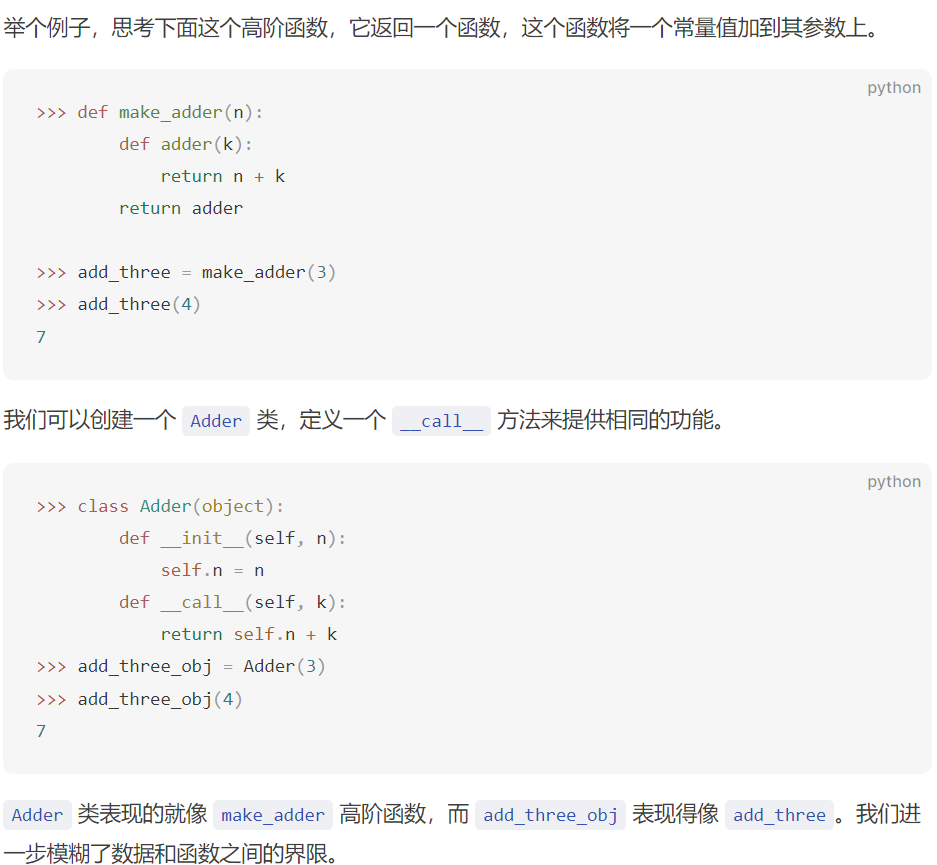 举个例子，思考下面这个高阶函数，它返回一个函数，这个函数将一个常量值加到其参数上。
python
>>> def make_adder(n):
        def adder(k):
            return n + k
        return adder
>>> add_three = make_adder(3)
>>> add_three(4)
7
我们可以创建一个 Adder 类，定义一个 __call__ 方法来提供相同的功能。
python
>>> class Adder(object):
        def __init__(self, n):
            self.n = n
        def __call__(self, k):
            return self.n + k
>>> add_three_obj = Adder(3)
>>> add_three_obj(4)
7
Adder 类表现的就像 make_adder 高阶函数，而 add_three_obj 表现得像 add_three 。我们进
一步模糊了数据和函数之间的界限。